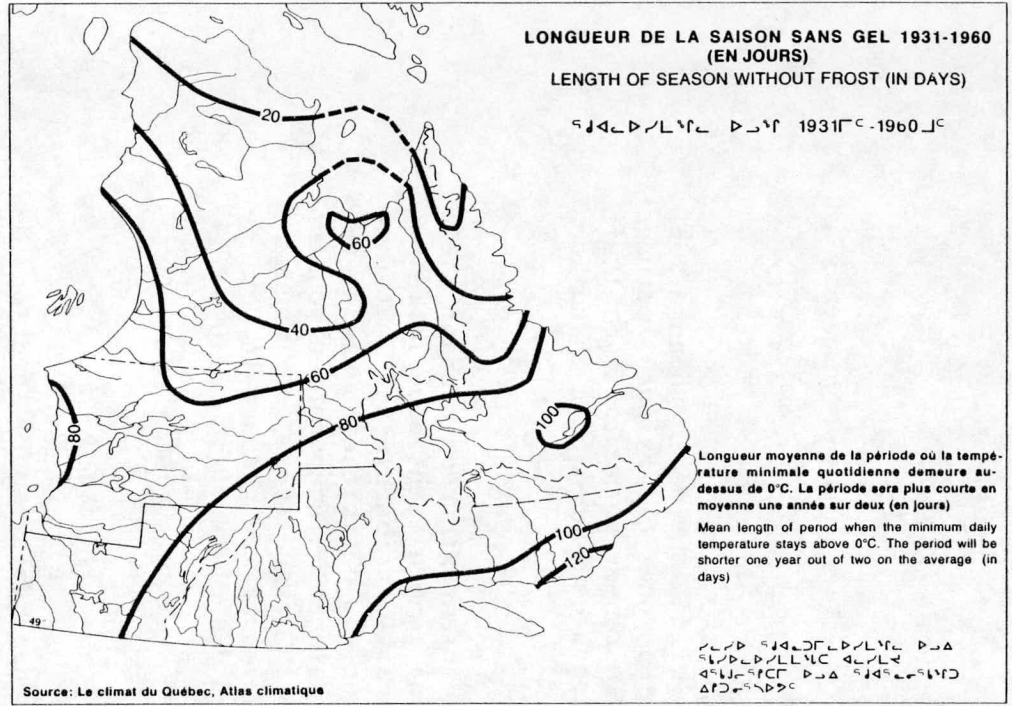 LONGUEUR DE LA SAISON SANS GEL 1931-1960
(EN JOURS)
LENGTH OF SEASON WITHOUT FROST (IN DAYS)
ᕐᑯᐊᓚᐅᓯᒪᖏᓚ ᐅᓗᖏ 1931ᒥᑦ -1960ᒧᑦ
20
60
40
60
80
80
100
100
120
49°
Longueur moyenne de la période où la tempé-
rature minimale quotidienne demeure au-
dessus de 0°C. La période sera plus courte en
moyenne une année sur deux (en jours)
Mean length of period when the minimum daily
temperature stays above 0°C. The period will be
shorter one year out of two on the average (in
days)
Source: Le climat du Québec, Atlas climatique